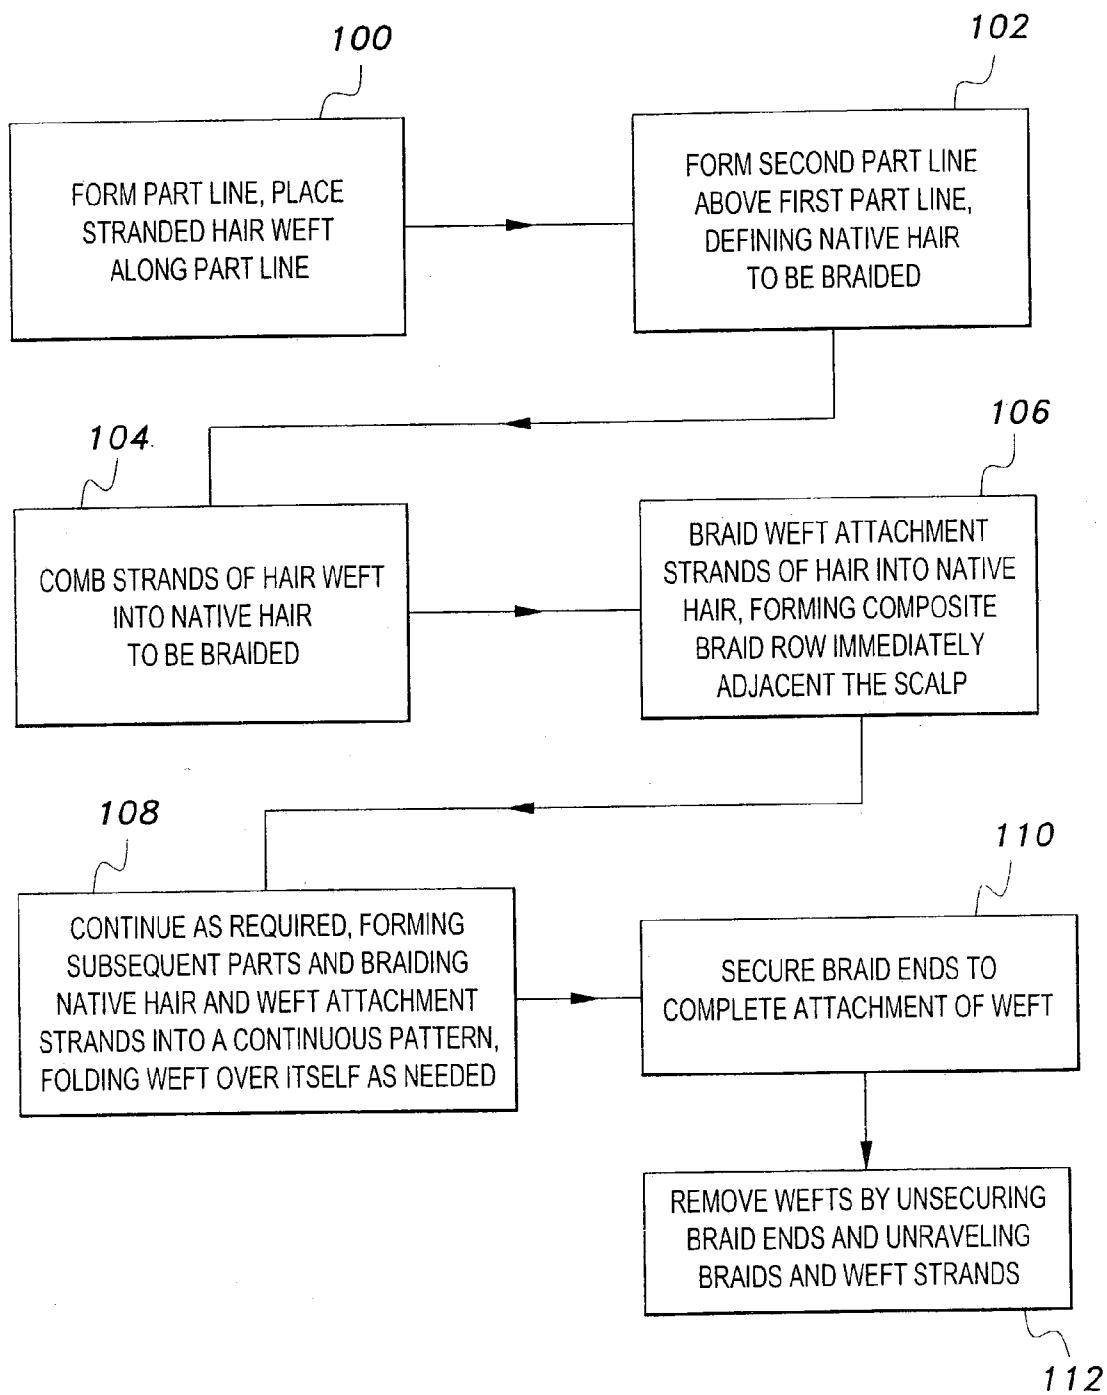 100
102
FORM PART LINE, PLACE
STRANDED HAIR WEFT
ALONG PART LINE
FORM SECOND PART LINE
ABOVE FIRST PART LINE,
DEFINING NATIVE HAIR
TO BE BRAIDED
104
106
COMB STRANDS OF HAIR WEFT
INTO NATIVE HAIR
TO BE BRAIDED
BRAID WEFT ATTACHMENT
STRANDS OF HAIR INTO NATIVE
HAIR, FORMING COMPOSITE
BRAID ROW IMMEDIATELY
ADJACENT THE SCALP
108
110
CONTINUE AS REQUIRED, FORMING
SUBSEQUENT PARTS AND BRAIDING
NATIVE HAIR AND WEFT ATTACHMENT
STRANDS INTO A CONTINUOUS PATTERN,
FOLDING WEFT OVER ITSELF AS NEEDED
SECURE BRAID ENDS TO
COMPLETE ATTACHMENT OF WEFT
REMOVE WEFTS BY UNSECURING
BRAID ENDS AND UNRAVELING
BRAIDS AND WEFT STRANDS
112